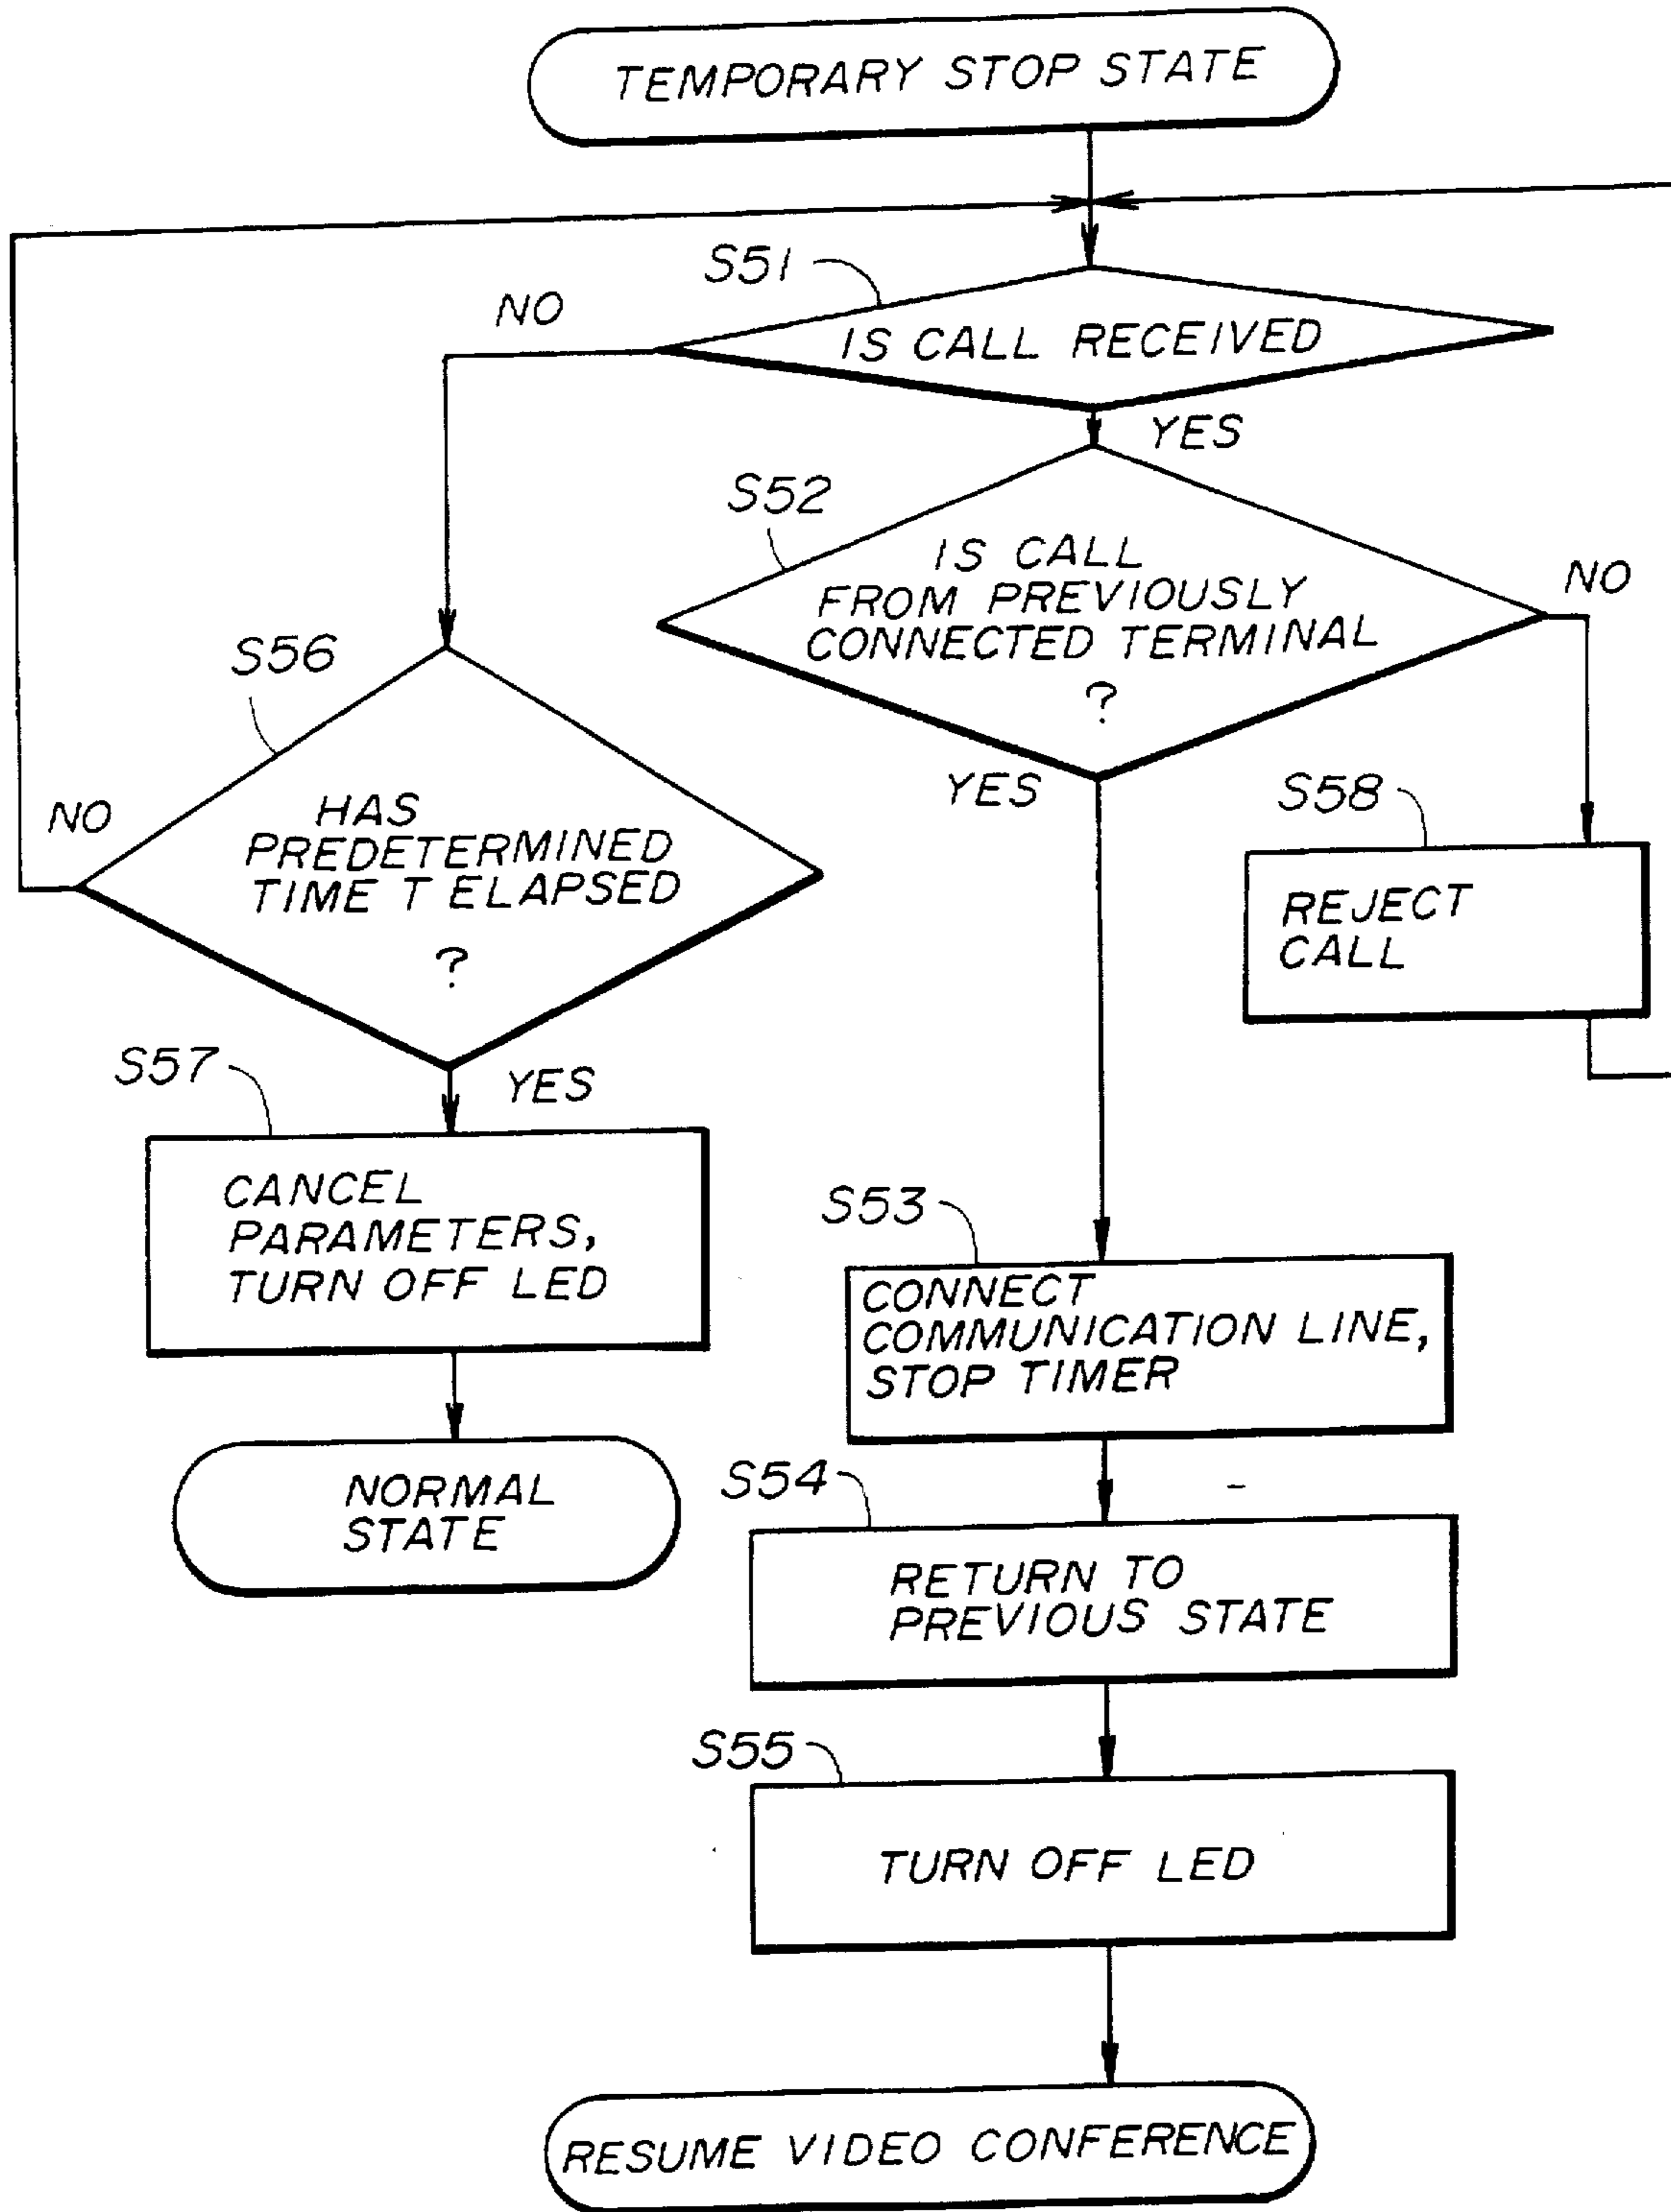 TEMPORARY STOP STATE
S51
NO
IS CALL RECEIVED
YES
S52
IS CALL
FROM PREVIOUSLY
CONNECTED TERMINAL
?
NO
YES
S56
HAS
PREDETERMINED
TIME T ELAPSED
?
NO
YES
S58
REJECT
CALL
S57
CANCEL
PARAMETERS,
TURN OFF LED
NORMAL
STATE
S53
CONNECT
COMMUNICATION LINE,
STOP TIMER
S54
RETURN TO
PREVIOUS STATE
S55
TURN OFF LED
RESUME VIDEO CONFERENCE